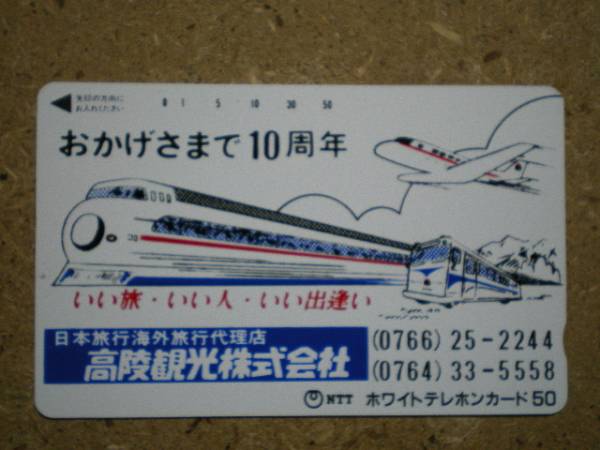 矢印の方向に
お入れください
0 1 5 10 30 50
おかげさまで10周年
いい旅・いい人・いい出逢い
日本旅行海外旅行代理店
高陵観光株式会社
(0766) 25-2244
(0764) 33-5558
NTT ホワイトテレホンカード50